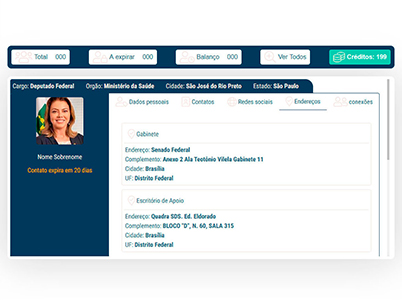 Total 000
A expirar 000
Balanço 000
Ver Todos
Créditos: 199
Cargo: Deputado Federal Orgão: Ministério da Saúde Cidade: São José do Rio Preto Estado: São Paulo
Dados pessoais Contatos Redes sociais Endereços conexões
Nome Sobrenome
Contato expira em 20 dias
Gabinete
Endereço: Senado Federal
Complemento: Anexo 2 Ala Teotônio Vilela Gabinete 11
Cidade: Brasília
UF: Distrito Federal
Escritório de Apoio
Endereço: Quadra SDS. Ed. Eldorado
Complemento: BLOCO "D", N. 60, SALA 315
Cidade: Brasília
UF: Distrito Federal